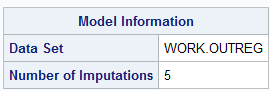 Model Information
Data Set WORK.OUTREG
Number of Imputations 5